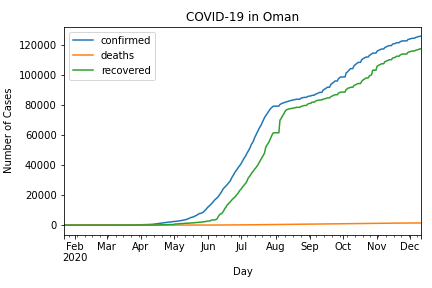 COVID-19 in Oman
confirmed
deaths
recovered
Number of Cases
120000
100000
80000
60000
40000
20000
0
Feb Mar Apr May Jun Jul Aug Sep Oct Nov Dec
2020
Day